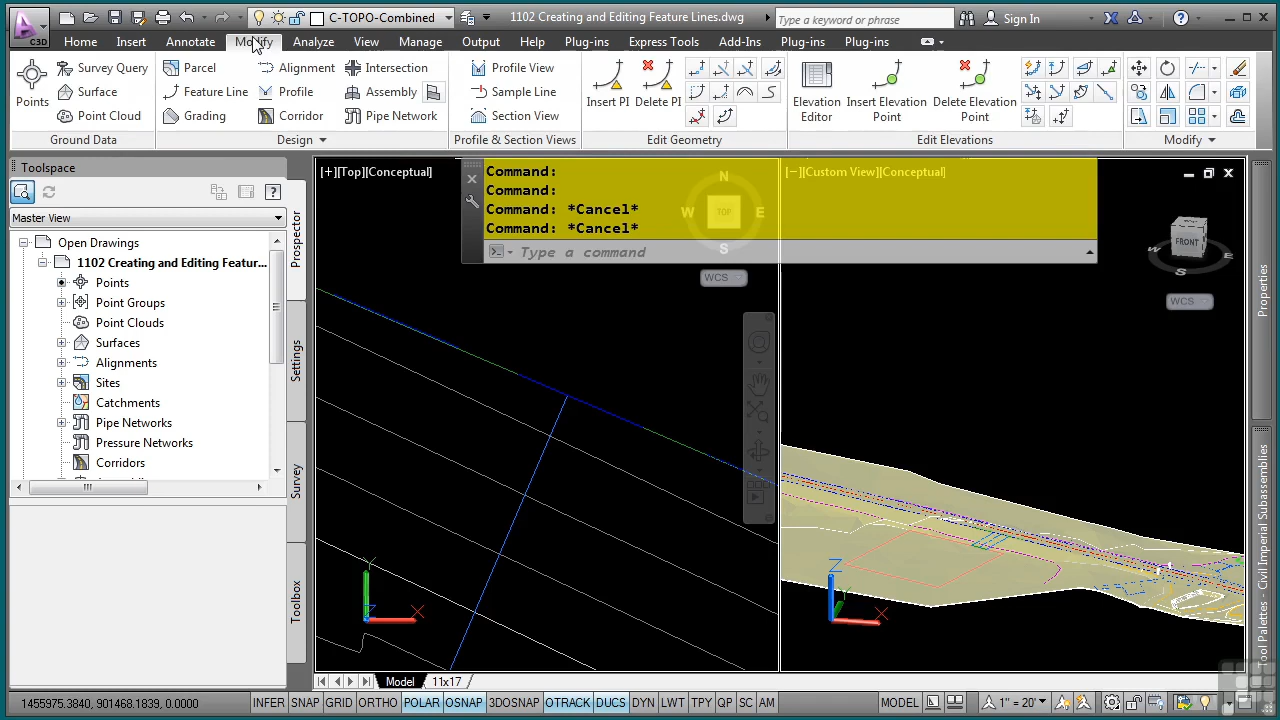 C-TOPO-Combined
1102 Creating and Editing Feature Lines.dwg
Type a keyword or phrase
Sign In
C3D
Home Insert Annotate Modify Analyze View Manage Output Help Plug-ins Express Tools Add-Ins Plug-ins Plug-ins
Points
Survey Query
Surface
Point Cloud
Ground Data
Parcel Alignment Intersection
Feature Line Profile Assembly
Grading Corridor Pipe Network
Design
Profile View
Sample Line
Section View
Profile & Section Views
Insert PI Delete PI
Edit Geometry
Elevation Editor
Insert Elevation Point
Delete Elevation Point
Edit Elevations
Modify
Toolspace
Master View
Open Drawings
1102 Creating and Editing Featur...
Points
Point Groups
Point Clouds
Surfaces
Alignments
Sites
Catchments
Pipe Networks
Pressure Networks
Corridors
Prospector
Settings
Survey
Toolbox
[+][Top][Conceptual]
Command:
Command:
Command: *Cancel*
Command: *Cancel*
Type a command
N
W TOP E
S
WCS
[−][Custom View][Conceptual]
FRONT
W
E
S
WCS
Y
Z
X
Z
Y
X
Properties
Tool Palettes - Civil Imperial Subassemblies
Model 11x17
1455975.3840, 901468.1839, 0.0000
INFER SNAP GRID ORTHO POLAR OSNAP 3DOSNAP OTRACK DUCS DYN LWT TPY QP SC AM
MODEL
1" = 20'